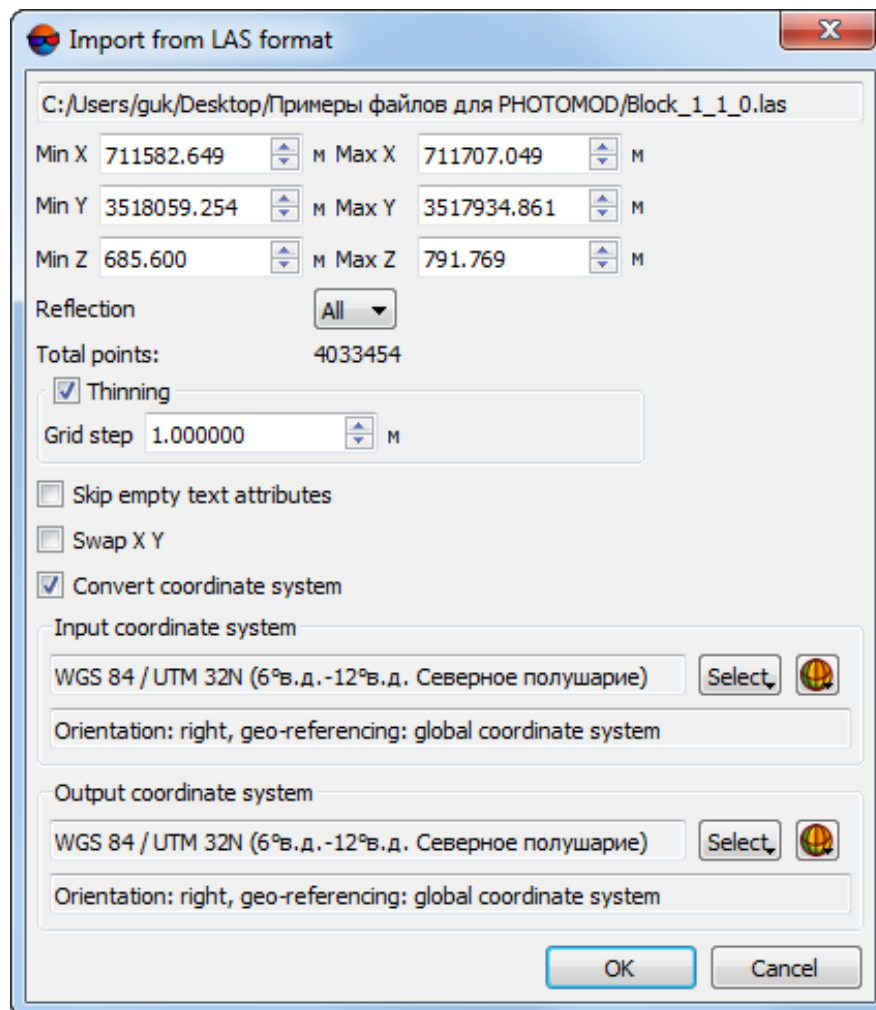 Import from LAS format
C:/Users/guk/Desktop/Примеры файлов для PHOTOMOD/Block_1_1_0.las
Min X 711582.649 м Max X 711707.049 м
Min Y 3518059.254 м Max Y 3517934.861 м
Min Z 685.600 м Max Z 791.769 м
Reflection All
Total points: 4033454
Thinning
Grid step 1.000000 м
Skip empty text attributes
Swap X Y
Convert coordinate system
Input coordinate system
WGS 84 / UTM 32N (6°в.д.-12°в.д. Северное полушарие) Select
Orientation: right, geo-referencing: global coordinate system
Output coordinate system
WGS 84 / UTM 32N (6°в.д.-12°в.д. Северное полушарие) Select
Orientation: right, geo-referencing: global coordinate system
OK Cancel